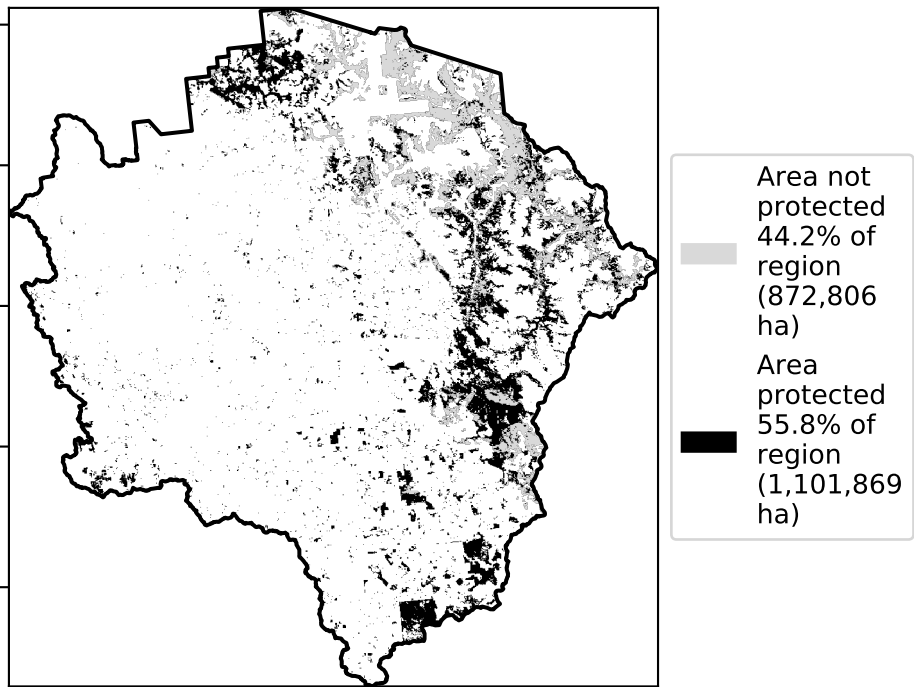 Area not
protected
44.2% of
region
(872,806
ha)
Area
protected
55.8% of
region
(1,101,869
ha)